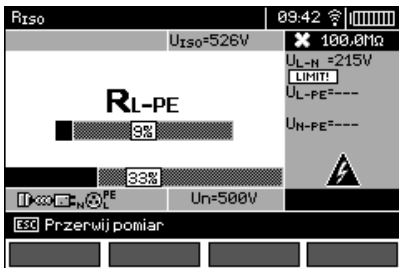 RISO 09:42
UISO=526V ✖ 100.0MΩ
UL-N =215V
LIMIT!
UL-PE=---
RL-PE
9%
UN-PE=---
33%
N L PE Un=500V
ESC Przerwij pomiar